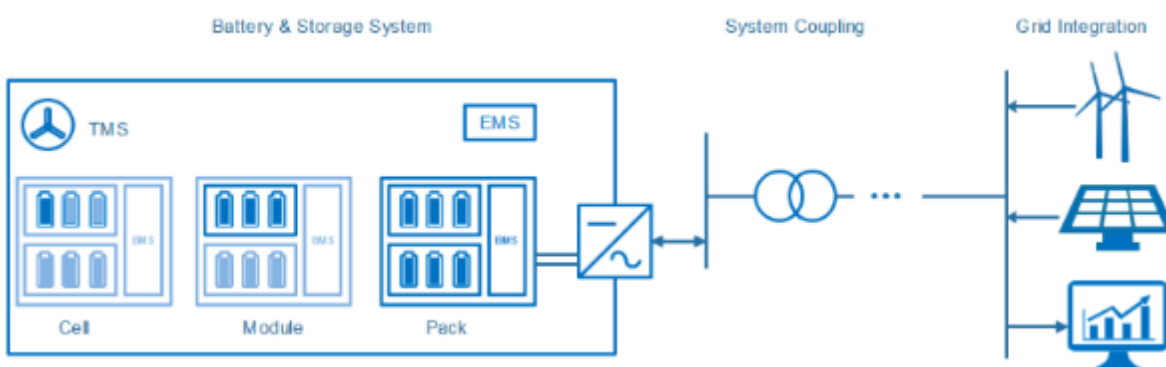 Battery & Storage System
System Coupling
Grid Integration
TMS
EMS
BMS
BMS
BMS
Cell
Module
Pack